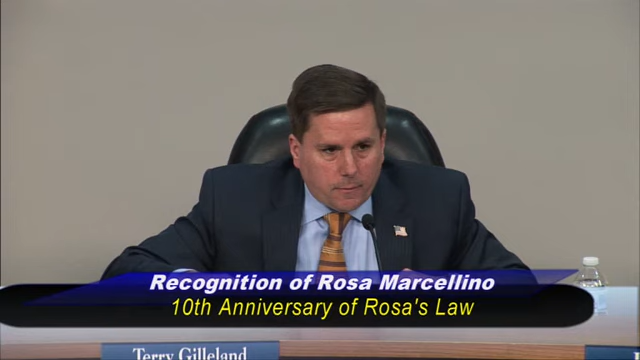 Recognition of Rosa Marcellino
10th Anniversary of Rosa's Law
Terry Gilleland